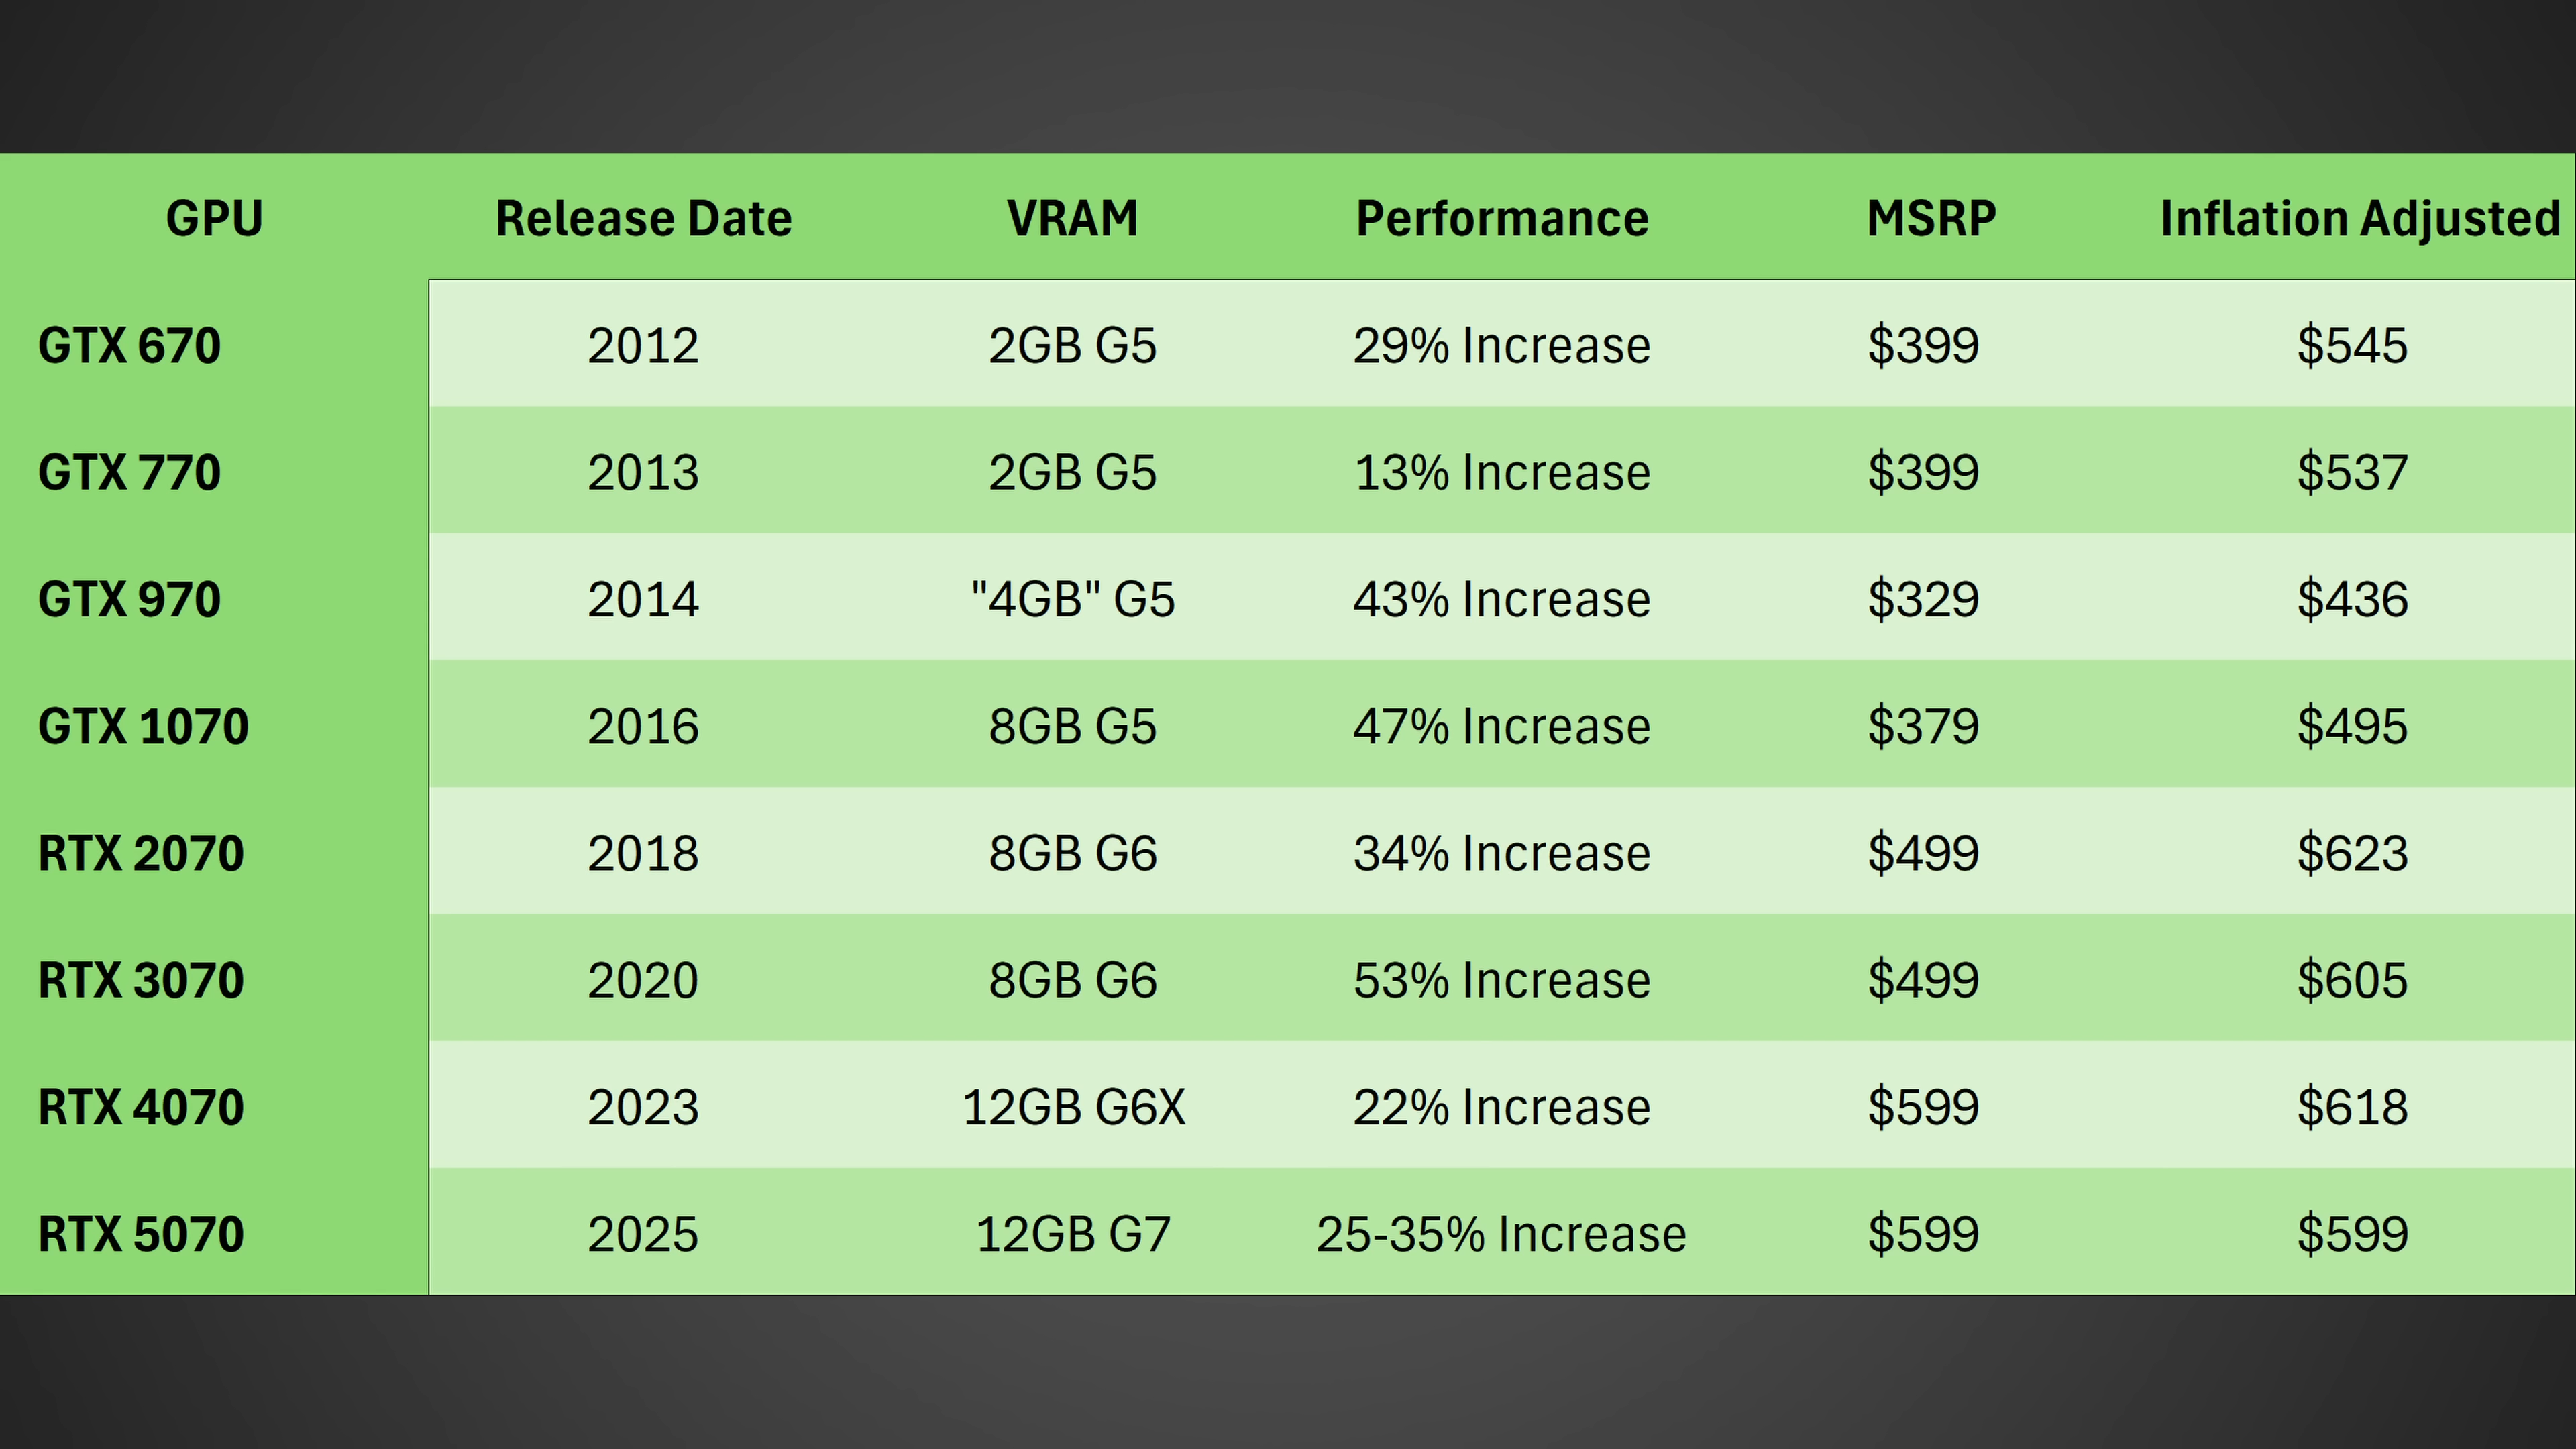 GPU Release Date VRAM Performance MSRP Inflation Adjusted
GTX 670 2012 2GB G5 29% Increase $399 $545
GTX 770 2013 2GB G5 13% Increase $399 $537
GTX 970 2014 "4GB" G5 43% Increase $329 $436
GTX 1070 2016 8GB G5 47% Increase $379 $495
RTX 2070 2018 8GB G6 34% Increase $499 $623
RTX 3070 2020 8GB G6 53% Increase $499 $605
RTX 4070 2023 12GB G6X 22% Increase $599 $618
RTX 5070 2025 12GB G7 25-35% Increase $599 $599